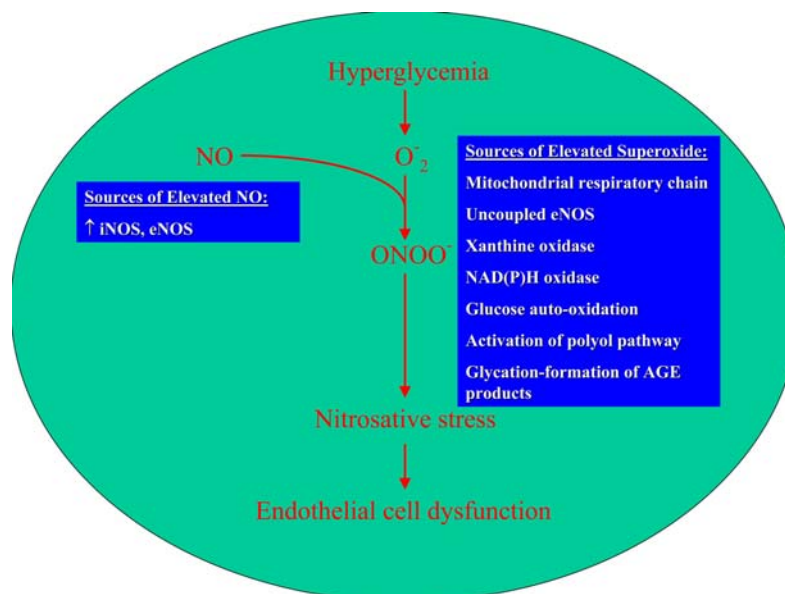 Hyperglycemia
NO
O⁻₂
Sources of Elevated NO:
↑ iNOS, eNOS
ONOO⁻
Sources of Elevated Superoxide:
Mitochondrial respiratory chain
Uncoupled eNOS
Xanthine oxidase
NAD(P)H oxidase
Glucose auto-oxidation
Activation of polyol pathway
Glycation-formation of AGE
products
Nitrosative stress
Endothelial cell dysfunction